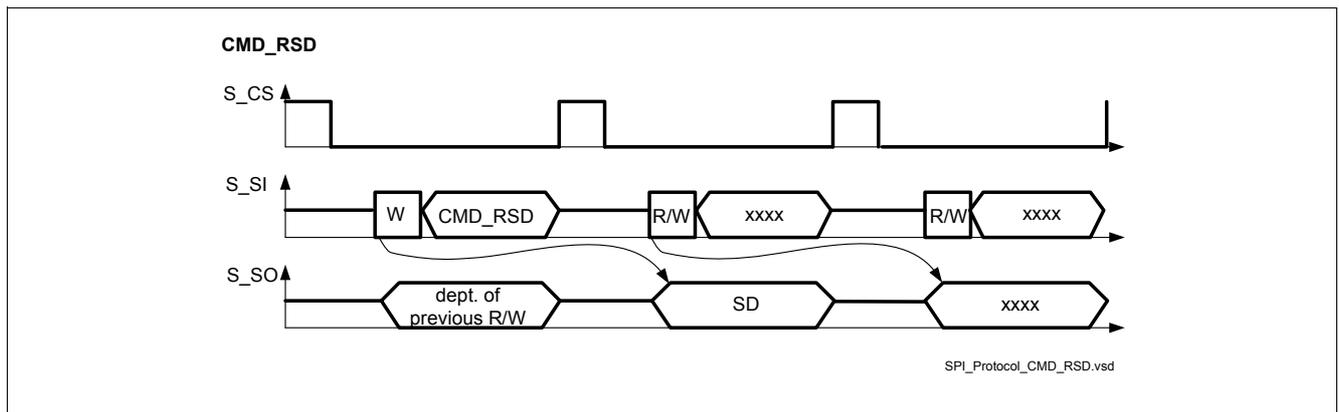 CMD_RSD
S_CS
S_SI
W
CMD_RSD
R/W
xxxx
R/W
xxxx
S_SO
dept. of
previous R/W
SD
xxxx
SPI_Protocol_CMD_RSD.vsd